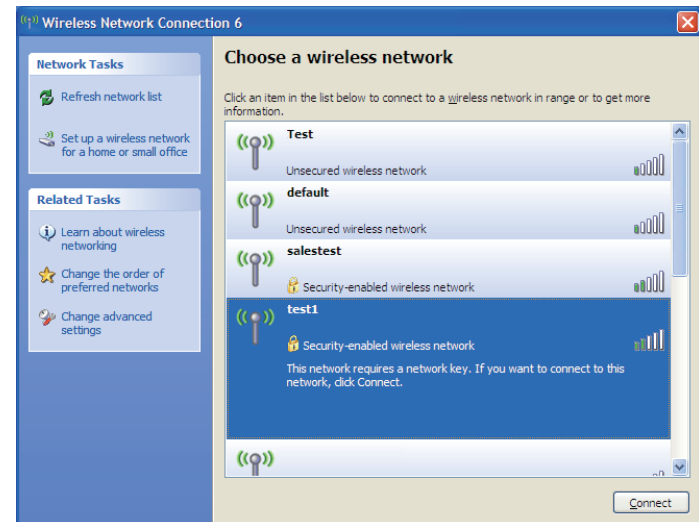 Wireless Network Connection 6
Network Tasks
Refresh network list
Set up a wireless network
for a home or small office
Related Tasks
Learn about wireless
networking
Change the order of
preferred networks
Change advanced
settings
Choose a wireless network
Click an item in the list below to connect to a wireless network in range or to get more
information.
Test
Unsecured wireless network
default
Unsecured wireless network
salestest
Security-enabled wireless network
test1
Security-enabled wireless network
This network requires a network key. If you want to connect to this
network, click Connect.
Connect